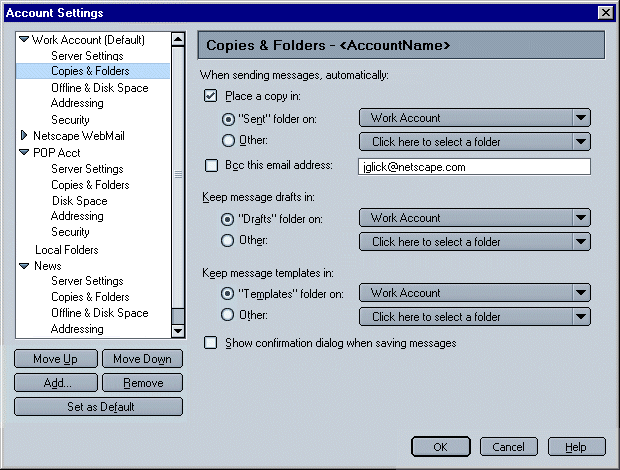 Account Settings
Work Account (Default)
Server Settings
Copies & Folders
Offline & Disk Space
Addressing
Security
Netscape WebMail
POP Acct
Server Settings
Copies & Folders
Disk Space
Addressing
Security
Local Folders
News
Server Settings
Copies & Folders
Offline & Disk Space
Addressing
Move Up
Move Down
Add...
Remove
Set as Default
Copies & Folders - <AccountName>
When sending messages, automatically:
Place a copy in:
"Sent" folder on:
Work Account
Other:
Click here to select a folder
Bcc this email address:
jglick@netscape.com
Keep message drafts in:
"Drafts" folder on:
Work Account
Other:
Click here to select a folder
Keep message templates in:
"Templates" folder on:
Work Account
Other:
Click here to select a folder
Show confirmation dialog when saving messages
OK
Cancel
Help